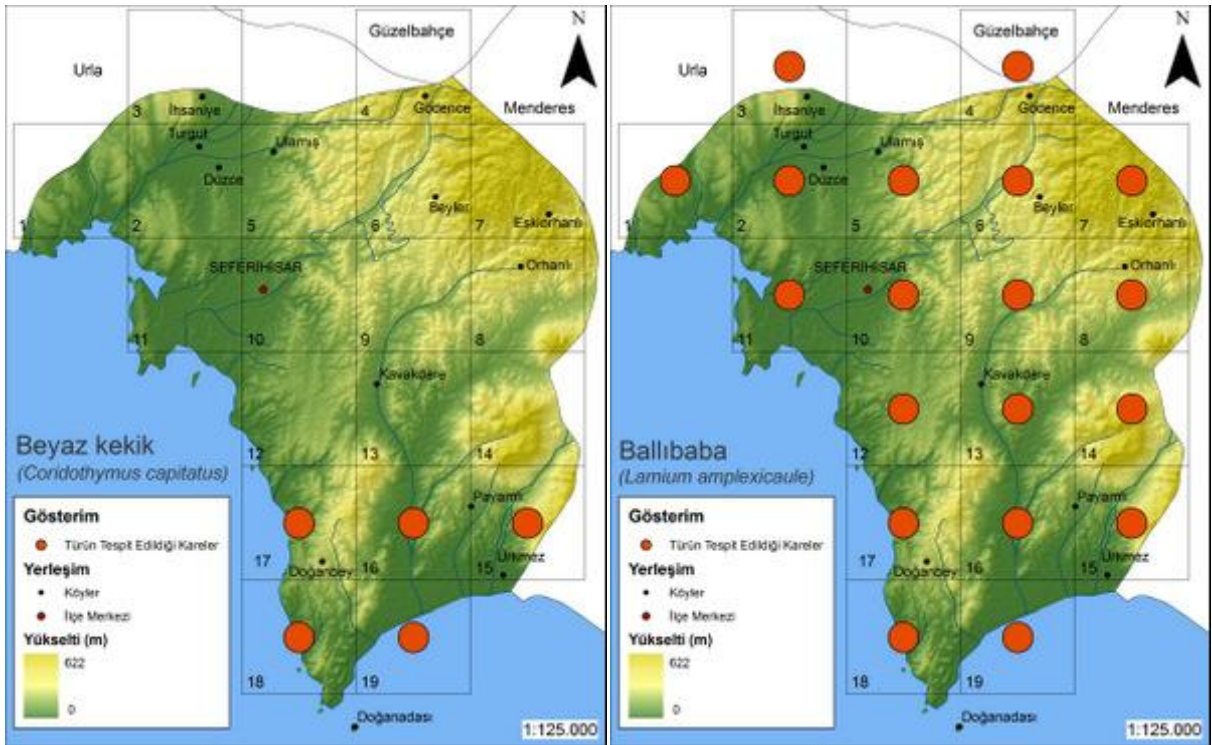 N
Güzelbahçe
Urla
3
4
Menderes
İhsaniye
Gödence
Turgut
Ulamış
Düzce
Beyler
Eskiorhanlı
1
2
5
6
7
SEFERİHİSAR
Orhanlı
11
10
9
8
Kavakdere
Beyaz kekik
(Coridothymus capitatus)
12
13
14
Payamlı
Gösterim
Türün Tespit Edildiği Kareler
Yerleşim
Köyler
İlçe Merkezi
Yükselti (m)
622
0
Doğanbey
Ürkmez
17
16
15
18
19
Doğanadası
1:125.000
N
Güzelbahçe
Urla
3
4
Menderes
İhsaniye
Gödence
Turgut
Ulamış
Düzce
Beyler
Eskiorhanlı
1
2
5
6
7
SEFERİHİSAR
Orhanlı
11
10
9
8
Kavakdere
Ballıbaba
(Lamium amplexicaule)
12
13
14
Payamlı
Gösterim
Türün Tespit Edildiği Kareler
Yerleşim
Köyler
İlçe Merkezi
Yükselti (m)
622
0
Doğanbey
Ürkmez
17
16
15
18
19
Doğanadası
1:125.000